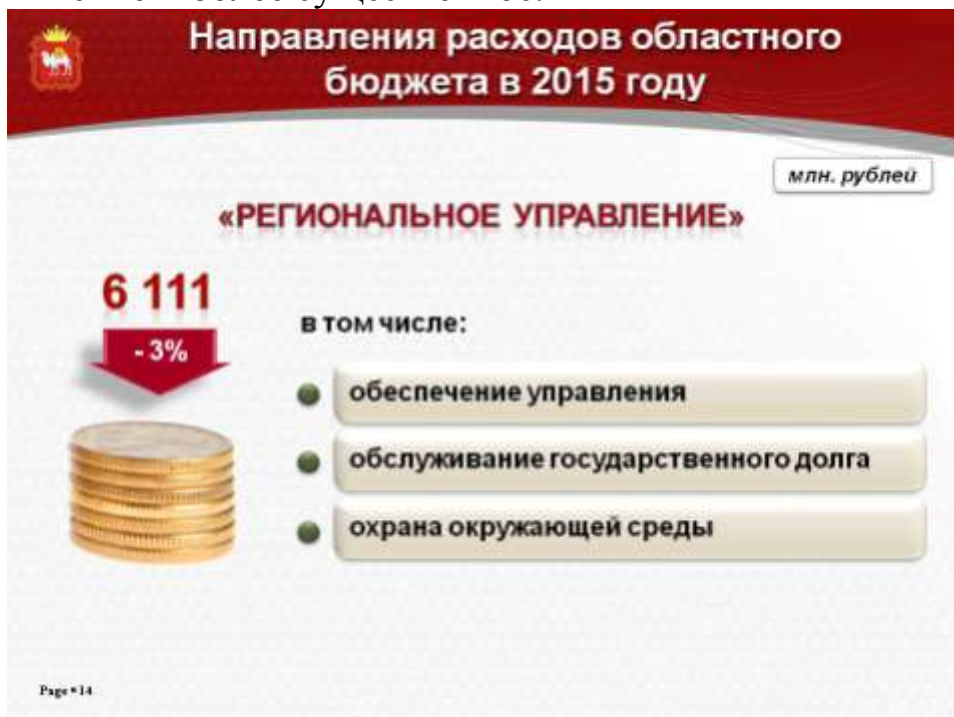 Направления расходов областного
бюджета в 2015 году
млн. рублей
«РЕГИОНАЛЬНОЕ УПРАВЛЕНИЕ»
6 111
- 3%
в том числе:
обеспечение управления
обслуживание государственного долга
охрана окружающей среды
Page ▪ 14